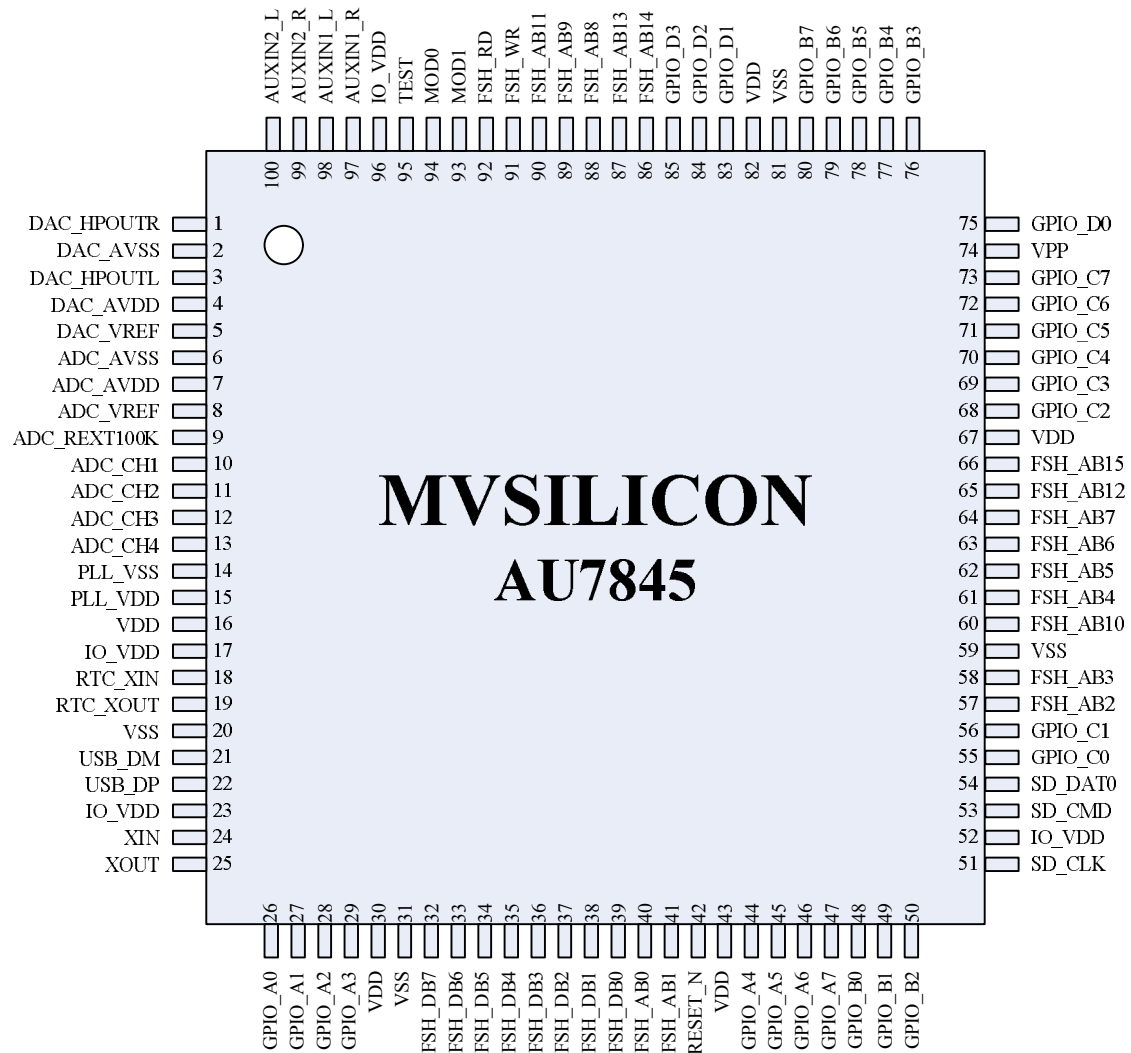 AUXIN2_L
AUXIN2_R
AUXIN1_L
AUXIN1_R
IO_VDD
TEST
MOD0
MOD1
FSH_RD
FSH_WR
FSH_AB11
FSH_AB9
FSH_AB8
FSH_AB13
FSH_AB14
GPIO_D3
GPIO_D2
GPIO_D1
VDD
VSS
GPIO_B7
GPIO_B6
GPIO_B5
GPIO_B4
GPIO_B3
100
99
98
97
96
95
94
93
92
91
90
89
88
87
86
85
84
83
82
81
80
79
78
77
76
DAC_HPOUTR 1
DAC_AVSS 2
DAC_HPOUTL 3
DAC_AVDD 4
DAC_VREF 5
ADC_AVSS 6
ADC_AVDD 7
ADC_VREF 8
ADC_REXT100K 9
ADC_CH1 10
ADC_CH2 11
ADC_CH3 12
ADC_CH4 13
PLL_VSS 14
PLL_VDD 15
VDD 16
IO_VDD 17
RTC_XIN 18
RTC_XOUT 19
VSS 20
USB_DM 21
USB_DP 22
IO_VDD 23
XIN 24
XOUT 25
MVSILICON
AU7845
75 GPIO_D0
74 VPP
73 GPIO_C7
72 GPIO_C6
71 GPIO_C5
70 GPIO_C4
69 GPIO_C3
68 GPIO_C2
67 VDD
66 FSH_AB15
65 FSH_AB12
64 FSH_AB7
63 FSH_AB6
62 FSH_AB5
61 FSH_AB4
60 FSH_AB10
59 VSS
58 FSH_AB3
57 FSH_AB2
56 GPIO_C1
55 GPIO_C0
54 SD_DAT0
53 SD_CMD
52 IO_VDD
51 SD_CLK
26
27
28
29
30
31
32
33
34
35
36
37
38
39
40
41
42
43
44
45
46
47
48
49
50
GPIO_A0
GPIO_A1
GPIO_A2
GPIO_A3
VDD
VSS
FSH_DB7
FSH_DB6
FSH_DB5
FSH_DB4
FSH_DB3
FSH_DB2
FSH_DB1
FSH_DB0
FSH_AB0
FSH_AB1
RESET_N
VDD
GPIO_A4
GPIO_A5
GPIO_A6
GPIO_A7
GPIO_B0
GPIO_B1
GPIO_B2